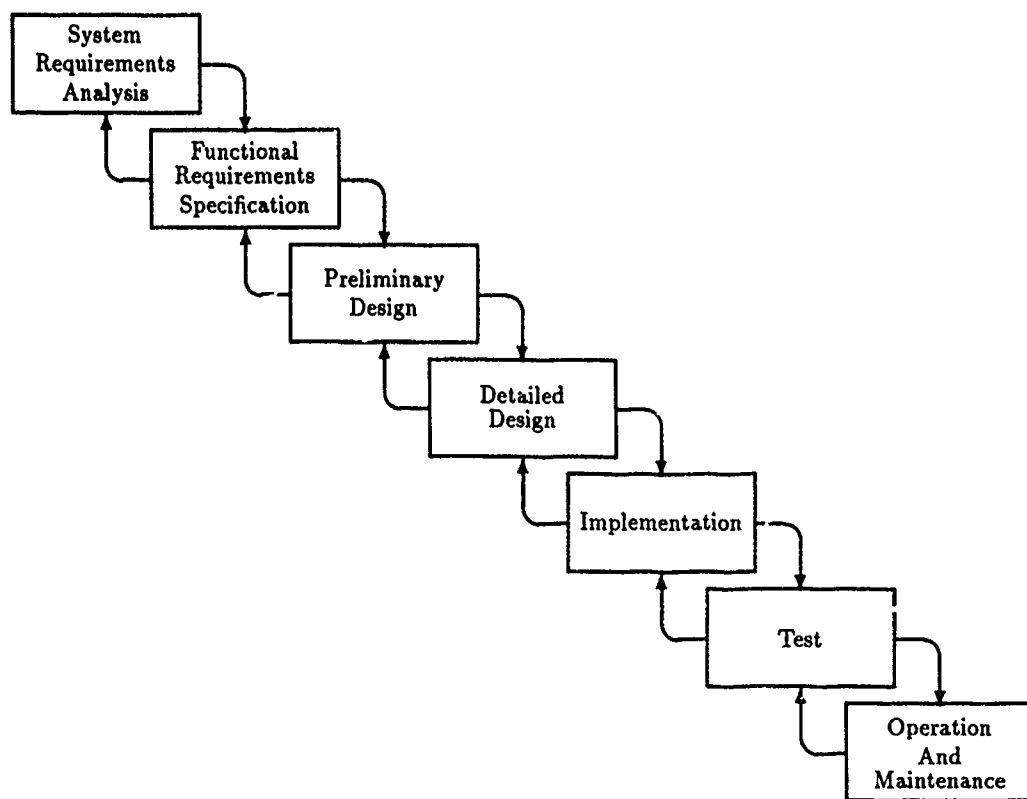 System
Requirements
Analysis
Functional
Requirements
Specification
Preliminary
Design
Detailed
Design
Implementation
Test
Operation
And
Maintenance